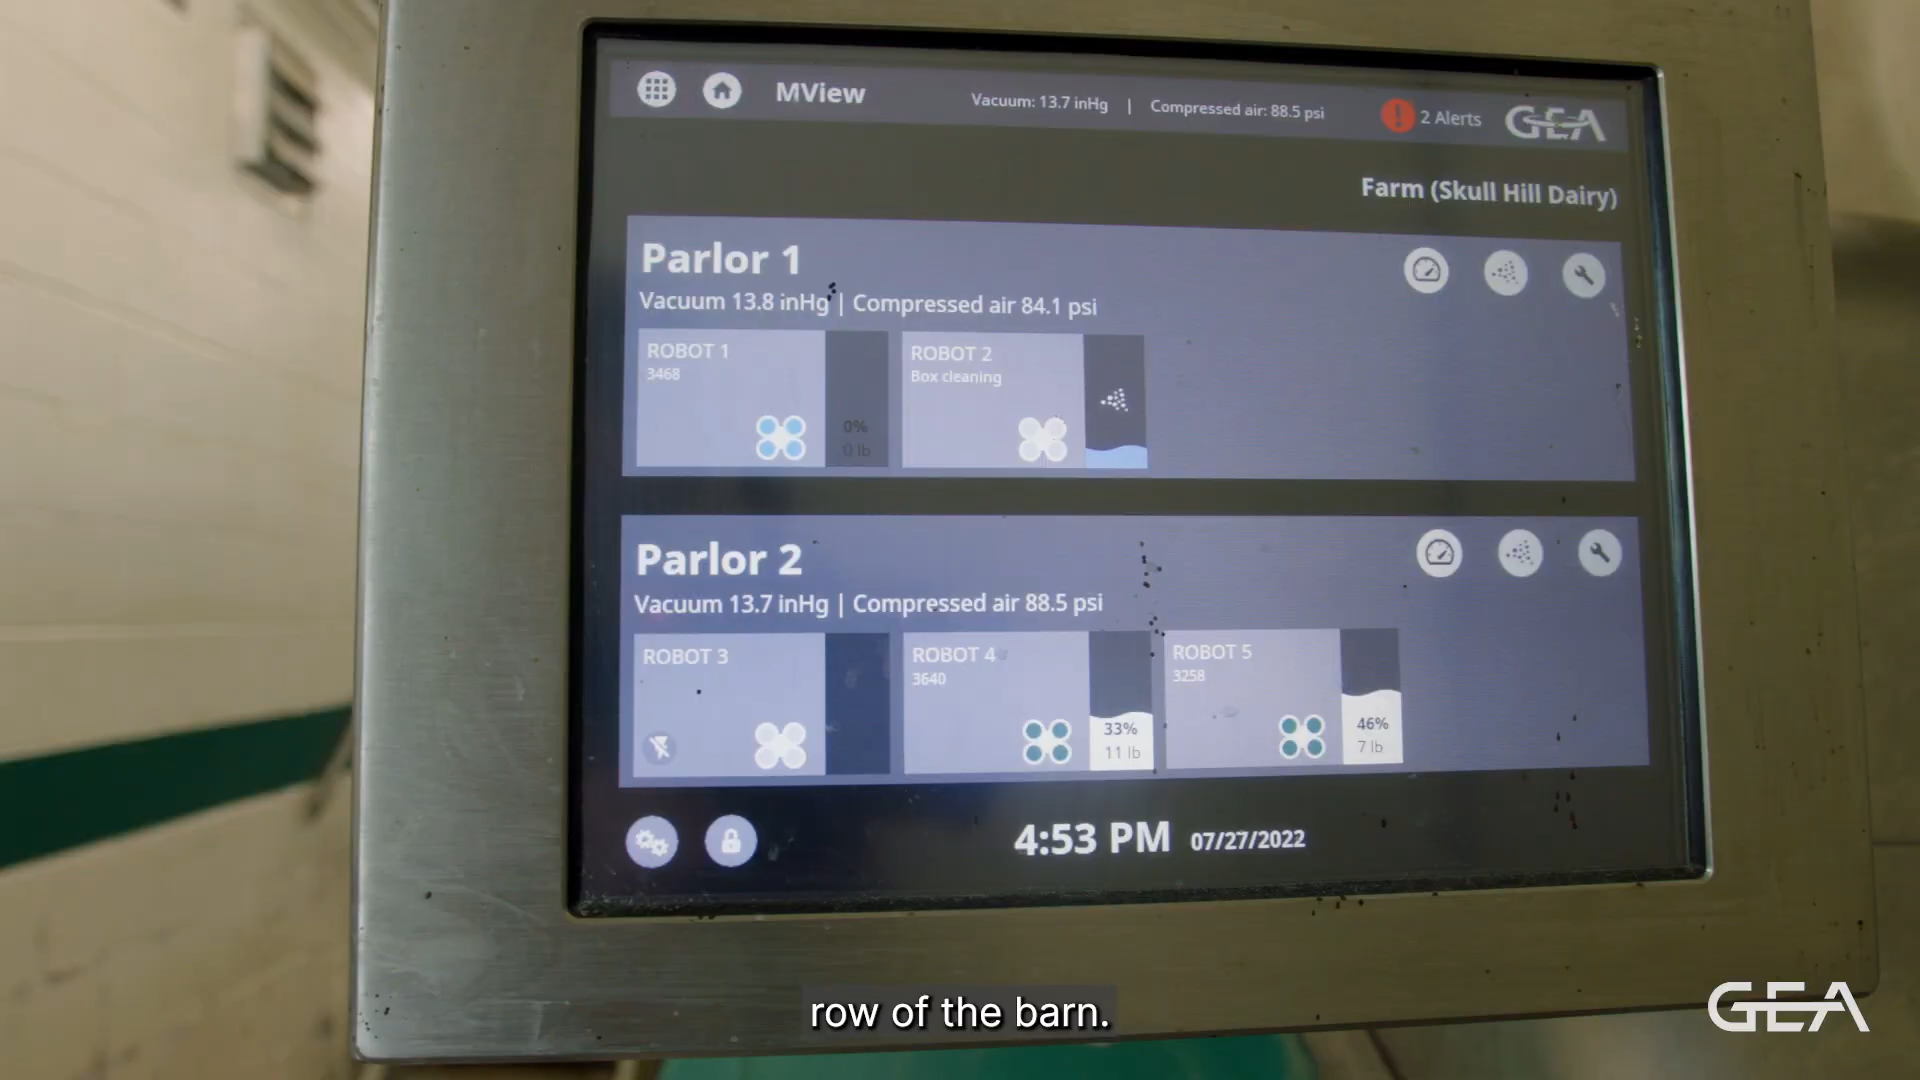 MView
Vacuum: 13.7 inHg | Compressed air: 88.5 psi
2 Alerts
GEA
Farm (Skull Hill Dairy)
Parlor 1
Vacuum 13.8 inHg | Compressed air 84.1 psi
ROBOT 1
3468
0%
0 lb
ROBOT 2
Box cleaning
Parlor 2
Vacuum 13.7 inHg | Compressed air 88.5 psi
ROBOT 3
ROBOT 4
3640
33%
11 lb
ROBOT 5
3258
46%
7 lb
4:53 PM 07/27/2022
row of the barn.
GEA